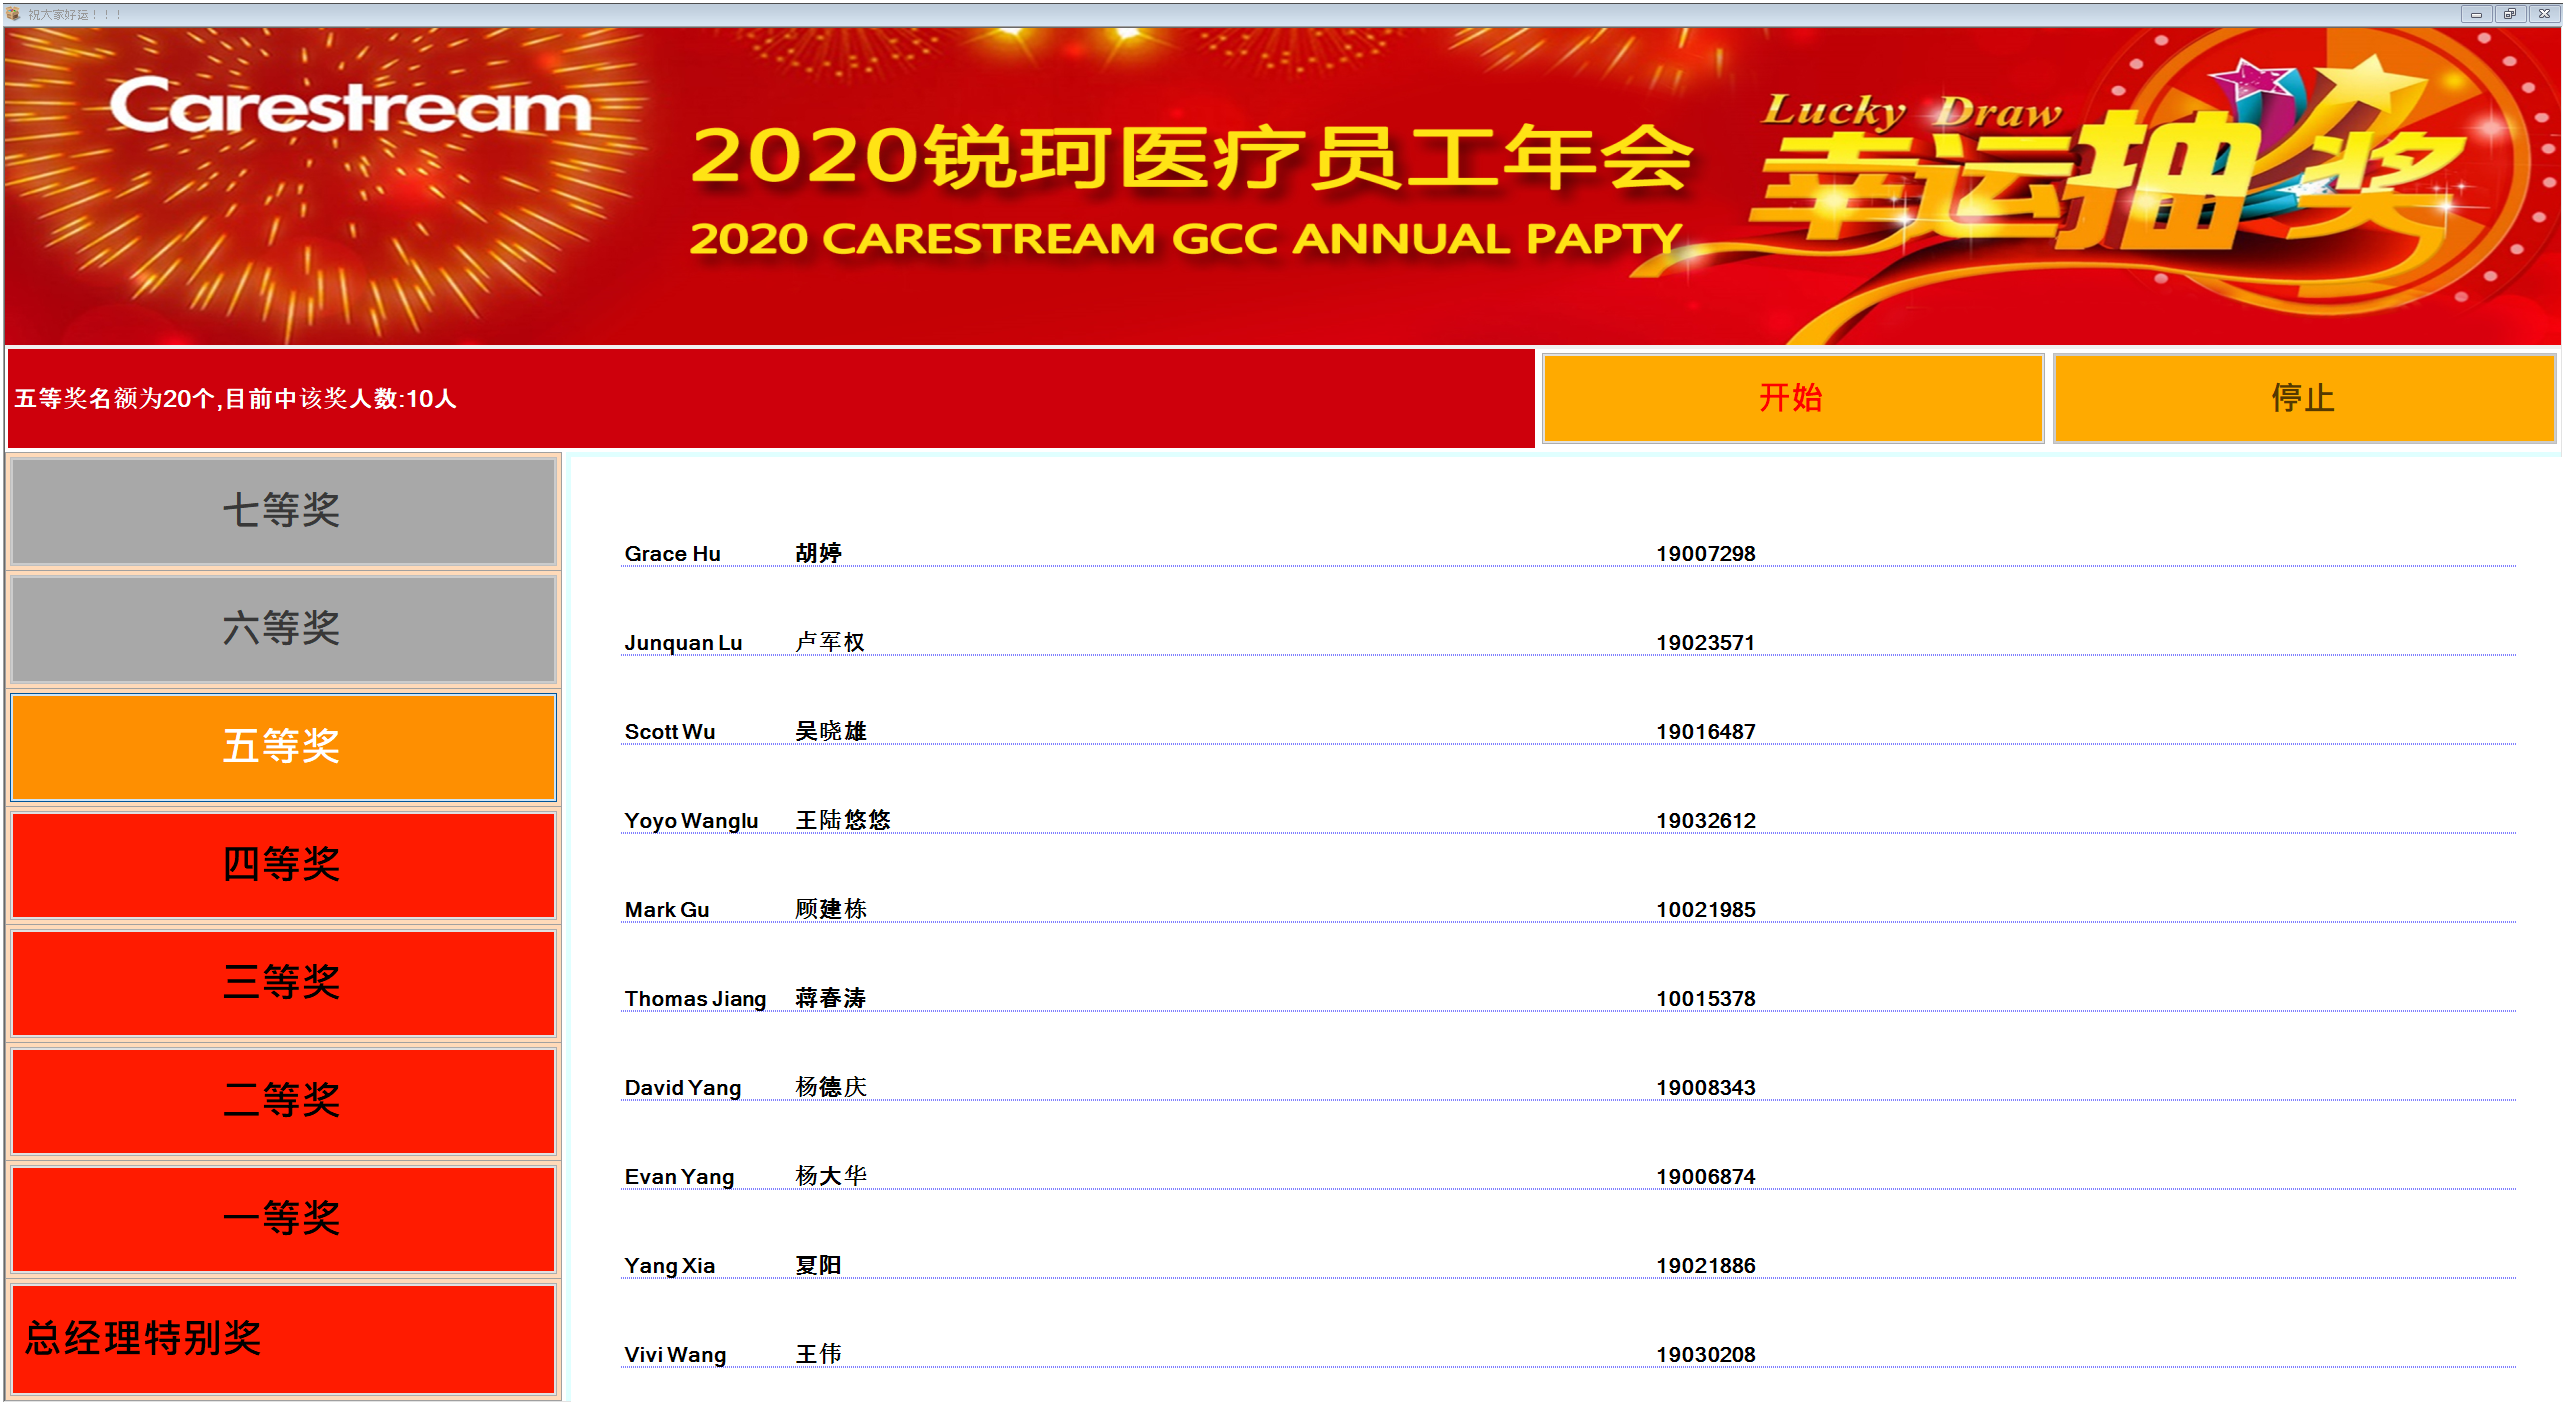 祝大家好运！！！
Carestream
2020锐珂医疗员工年会
2020 CARESTREAM GCC ANNUAL PAPTY
Lucky Draw
幸运抽奖
五等奖名额为20个,目前中该奖人数:10人
开始
停止
七等奖
六等奖
五等奖
四等奖
三等奖
二等奖
一等奖
总经理特别奖
Grace Hu 胡婷 19007298
Junquan Lu 卢军权 19023571
Scott Wu 吴晓雄 19016487
Yoyo Wanglu 王陆悠悠 19032612
Mark Gu 顾建栋 10021985
Thomas Jiang 蒋春涛 10015378
David Yang 杨德庆 19008343
Evan Yang 杨大华 19006874
Yang Xia 夏阳 19021886
Vivi Wang 王伟 19030208